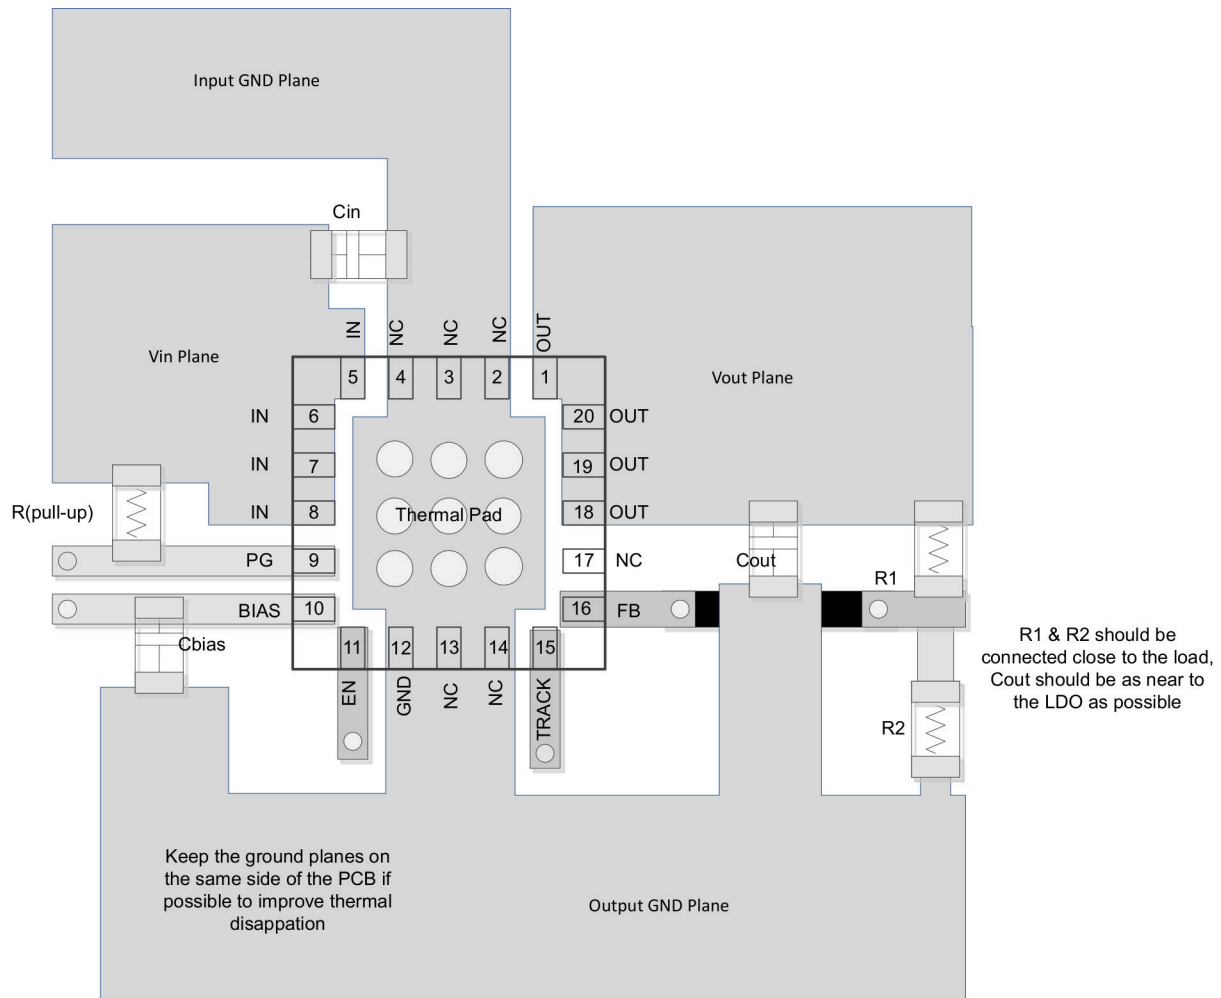 Input GND Plane
Cin
Vin Plane
Vout Plane
IN
NC
NC
NC
OUT
5
4
3
2
1
IN
6
20
OUT
IN
7
19
OUT
R(pull-up)
IN
8
Thermal Pad
18
OUT
PG
9
17
NC
Cout
BIAS
10
16
FB
R1
Cbias
11
12
13
14
15
EN
GND
NC
NC
TRACK
R1 & R2 should be
connected close to the load,
Cout should be as near to
the LDO as possible
R2
Keep the ground planes on
the same side of the PCB if
possible to improve thermal
disappation
Output GND Plane